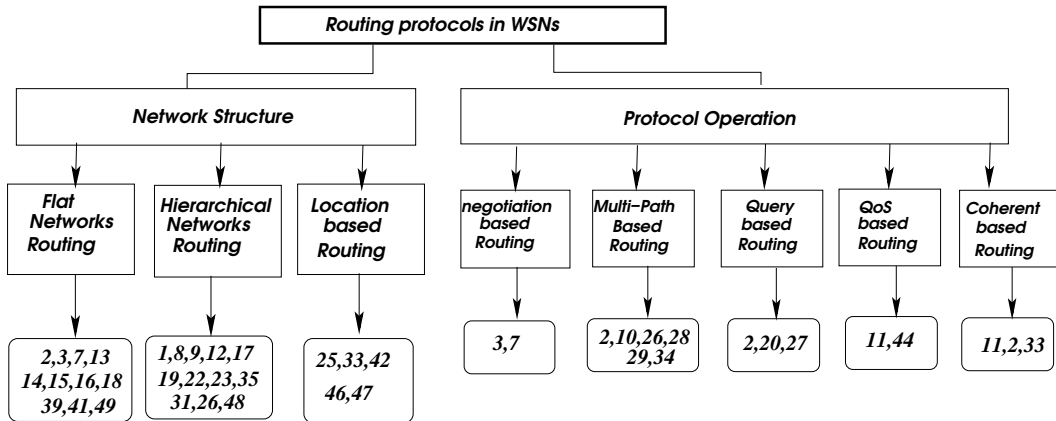 Routing protocols in WSNs
Network Structure
Protocol Operation
Flat
Networks
Routing
Hierarchical
Networks
Routing
Location
based
Routing
negotiation
based
Routing
Multi-Path
Based
Routing
Query
based
Routing
QoS
based
Routing
Coherent
based
Routing
2,3,7,13
14,15,16,18
39,41,49
1,8,9,12,17
19,22,23,35
31,26,48
25,33,42
46,47
3,7
2,10,26,28
29,34
2,20,27
11,44
11,2,33